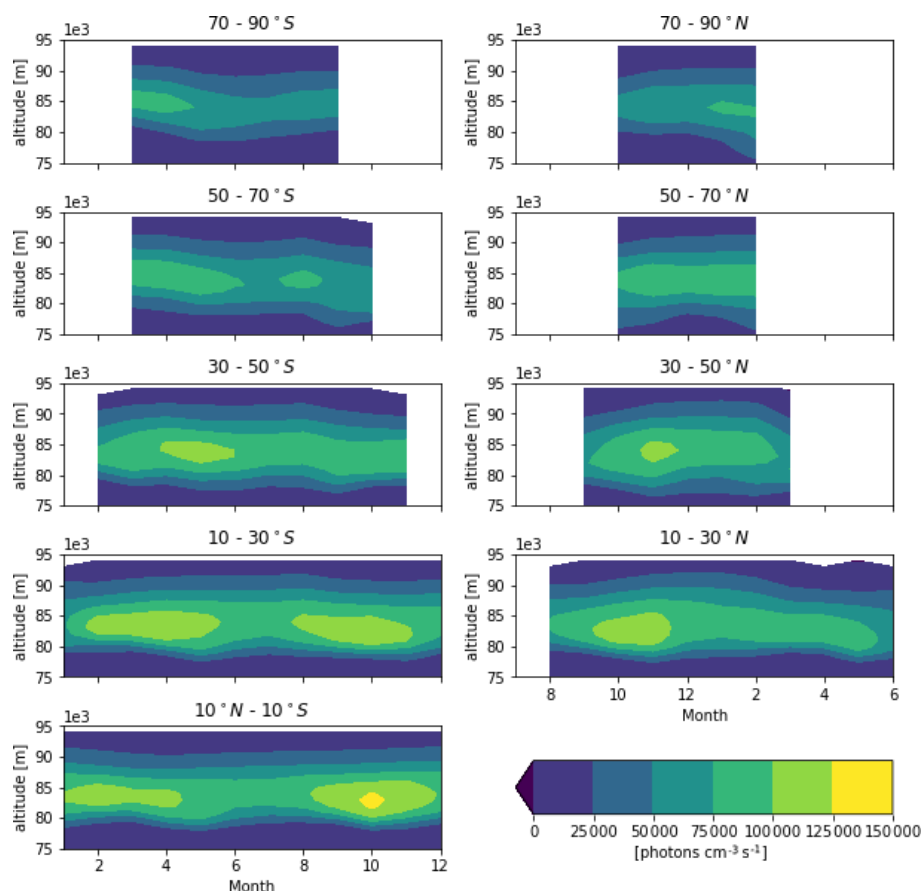 70 - 90°S
1e3
95
90
85
80
75
altitude [m]
70 - 90°N
1e3
95
90
85
80
75
altitude [m]
50 - 70°S
1e3
95
90
85
80
75
altitude [m]
50 - 70°N
1e3
95
90
85
80
75
altitude [m]
30 - 50°S
1e3
95
90
85
80
75
altitude [m]
30 - 50°N
1e3
95
90
85
80
75
altitude [m]
10 - 30°S
1e3
95
90
85
80
75
altitude [m]
10 - 30°N
1e3
95
90
85
80
75
altitude [m]
8 10 12 2 4 6
Month
10°N - 10°S
1e3
95
90
85
80
75
altitude [m]
2 4 6 8 10 12
Month
0 25000 50000 75000 100000 125000 150000
[photons cm⁻³ s⁻¹]